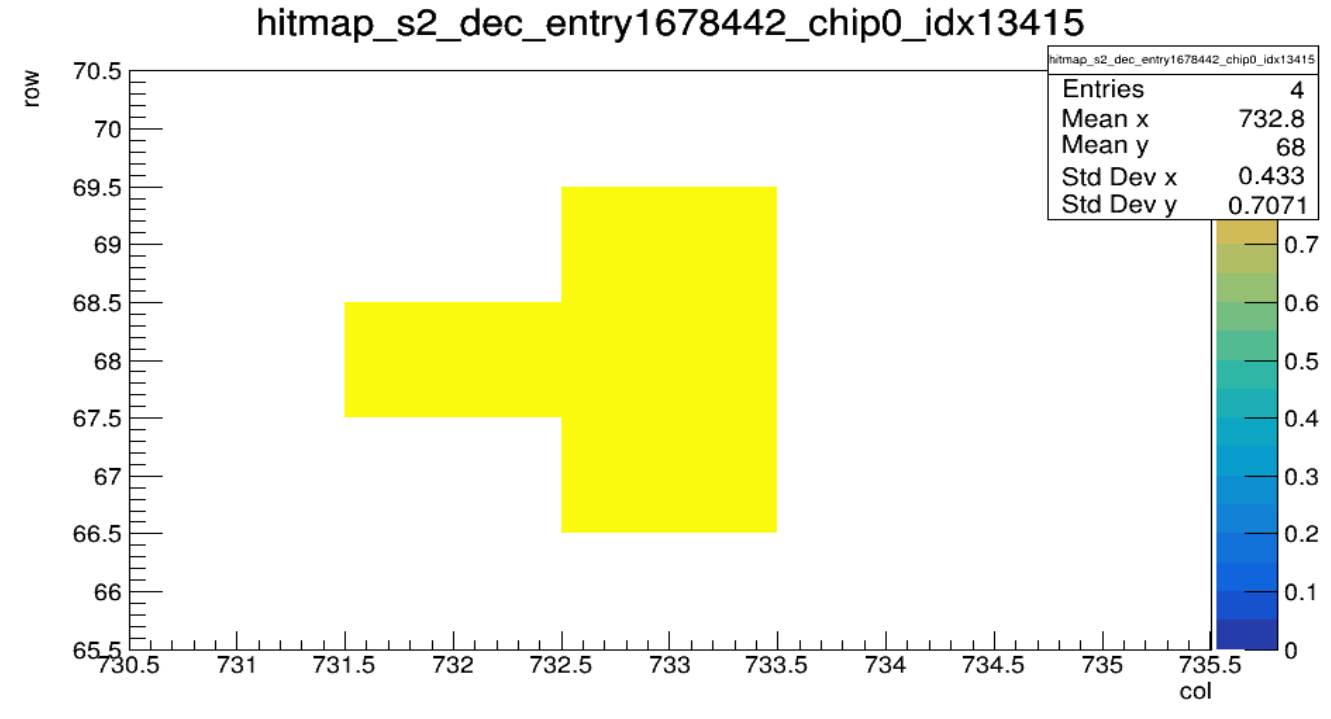 hitmap_s2_dec_entry1678442_chip0_idx13415
hitmap_s2_dec_entry1678442_chip0_idx13415
Entries 4
Mean x 732.8
Mean y 68
Std Dev x 0.433
Std Dev y 0.7071
row
70.5
70
69.5
69
68.5
68
67.5
67
66.5
66
65.5
730.5 731 731.5 732 732.5 733 733.5 734 734.5 735 735.5
col
0.7
0.6
0.5
0.4
0.3
0.2
0.1
0